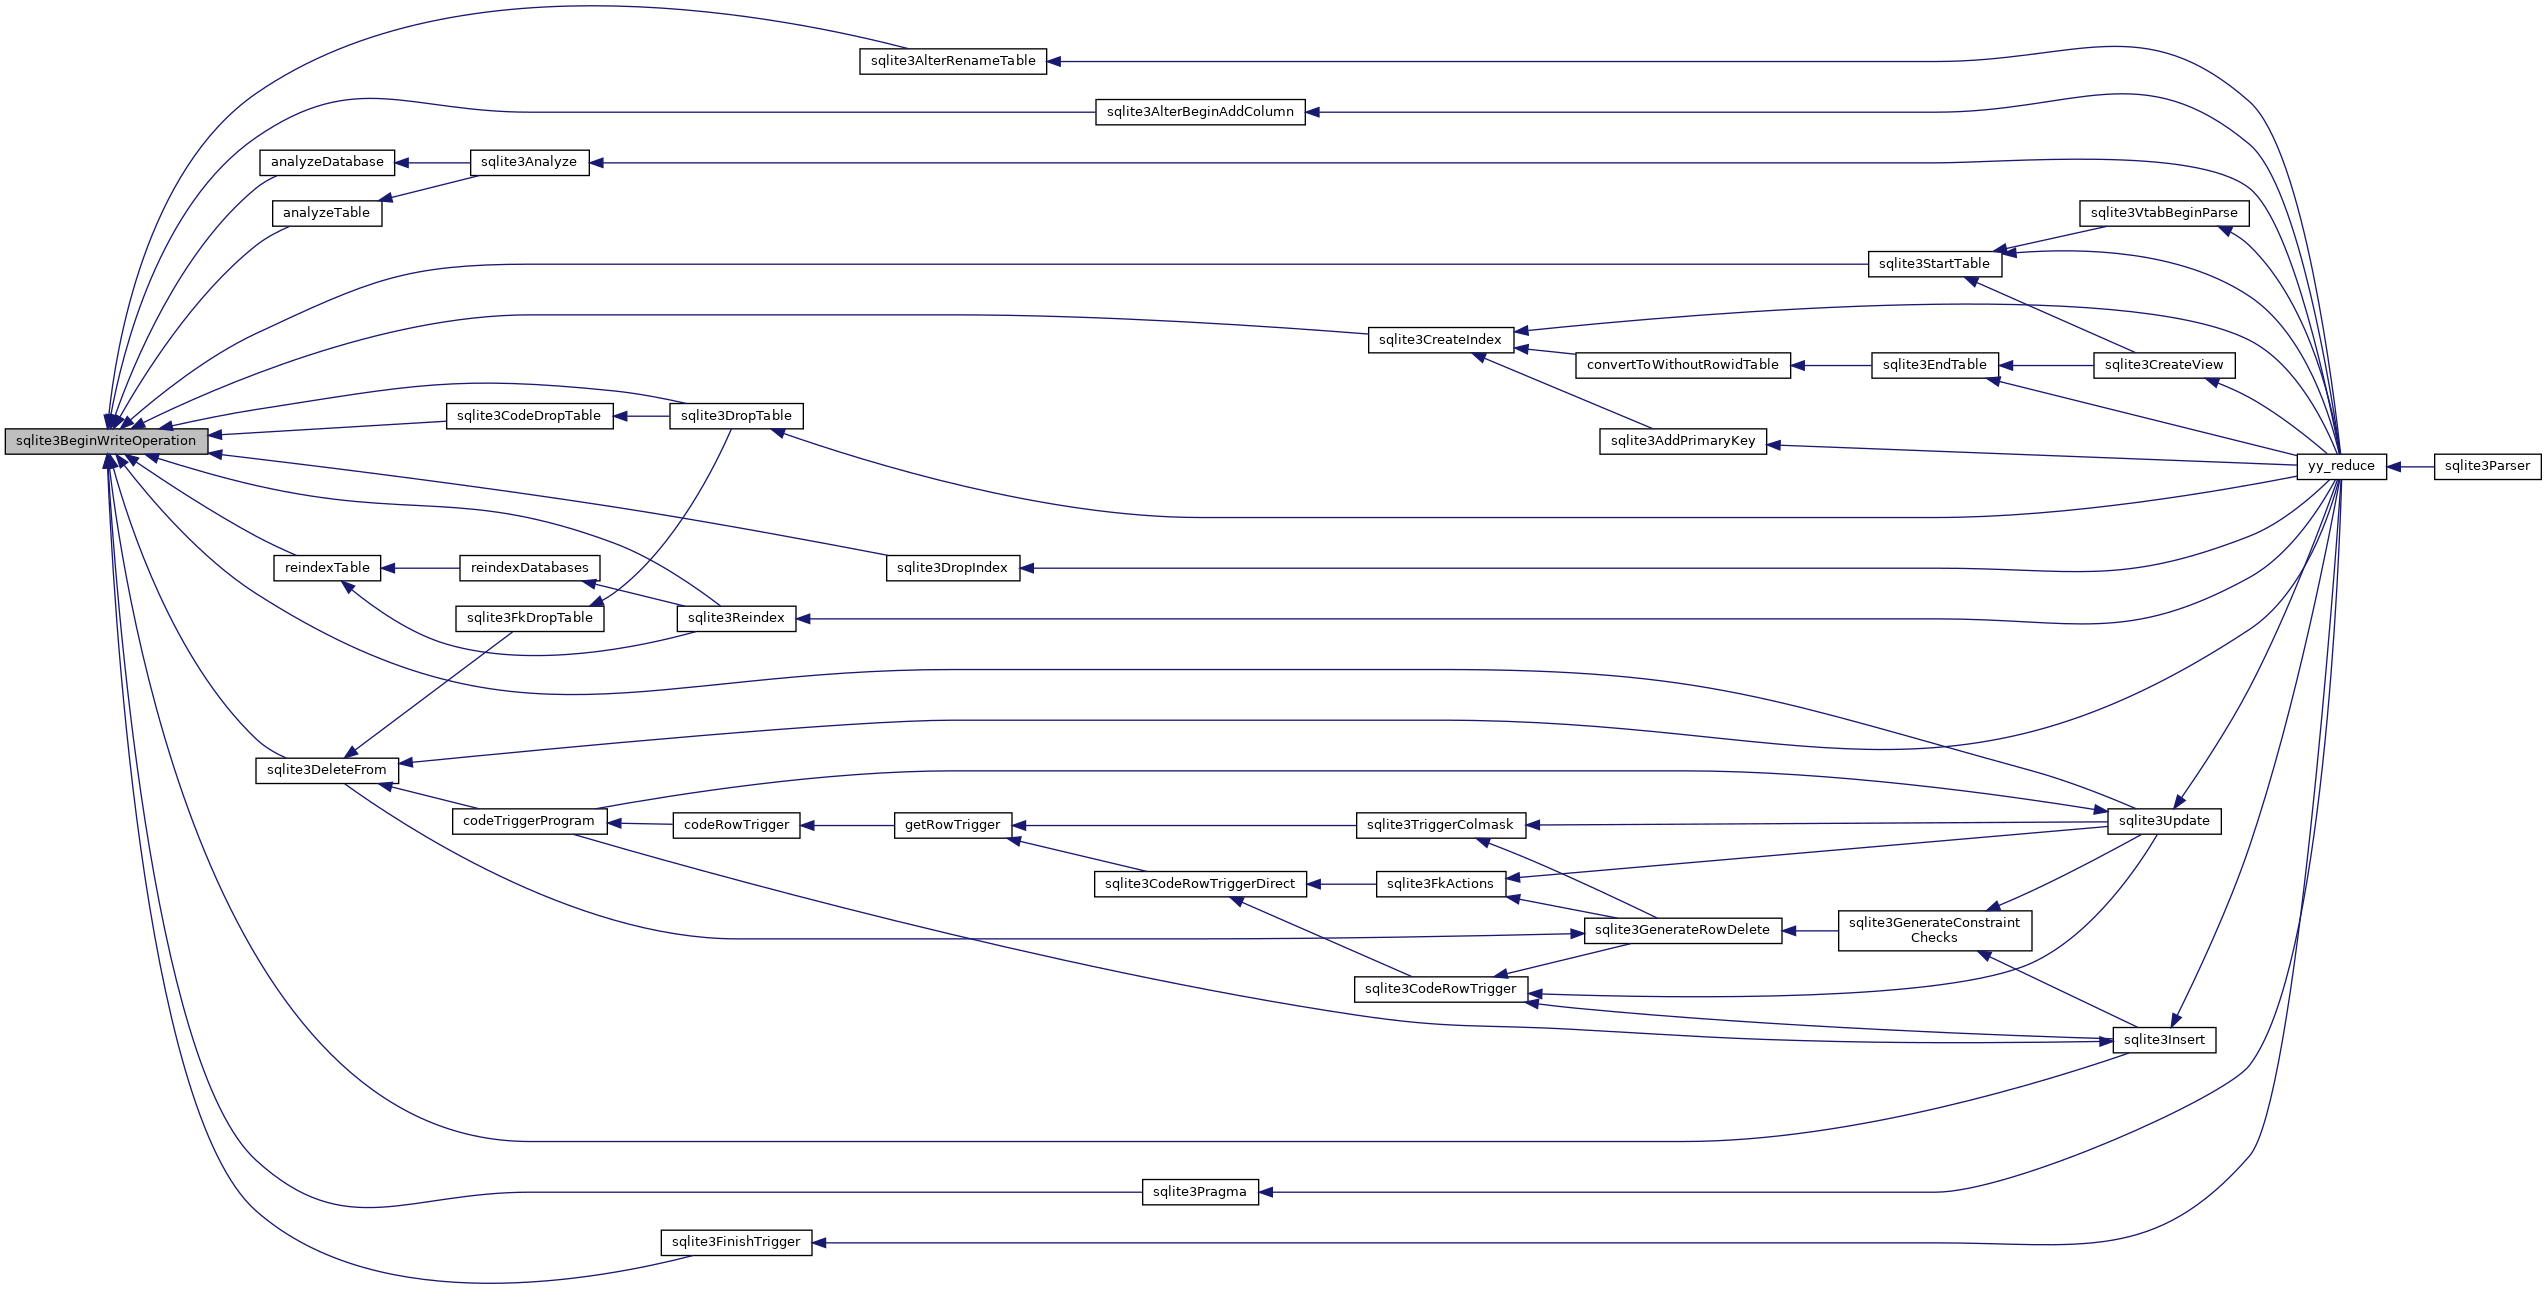 sqlite3AlterRenameTable
sqlite3AlterBeginAddColumn
analyzeDatabase
sqlite3Analyze
analyzeTable
sqlite3VtabBeginParse
sqlite3StartTable
sqlite3CreateIndex
convertToWithoutRowidTable
sqlite3EndTable
sqlite3CreateView
sqlite3CodeDropTable
sqlite3DropTable
sqlite3BeginWriteOperation
sqlite3AddPrimaryKey
yy_reduce
sqlite3Parser
reindexTable
reindexDatabases
sqlite3DropIndex
sqlite3FkDropTable
sqlite3Reindex
sqlite3DeleteFrom
codeTriggerProgram
codeRowTrigger
getRowTrigger
sqlite3TriggerColmask
sqlite3Update
sqlite3CodeRowTriggerDirect
sqlite3FkActions
sqlite3GenerateRowDelete
sqlite3GenerateConstraint
Checks
sqlite3CodeRowTrigger
sqlite3Insert
sqlite3Pragma
sqlite3FinishTrigger